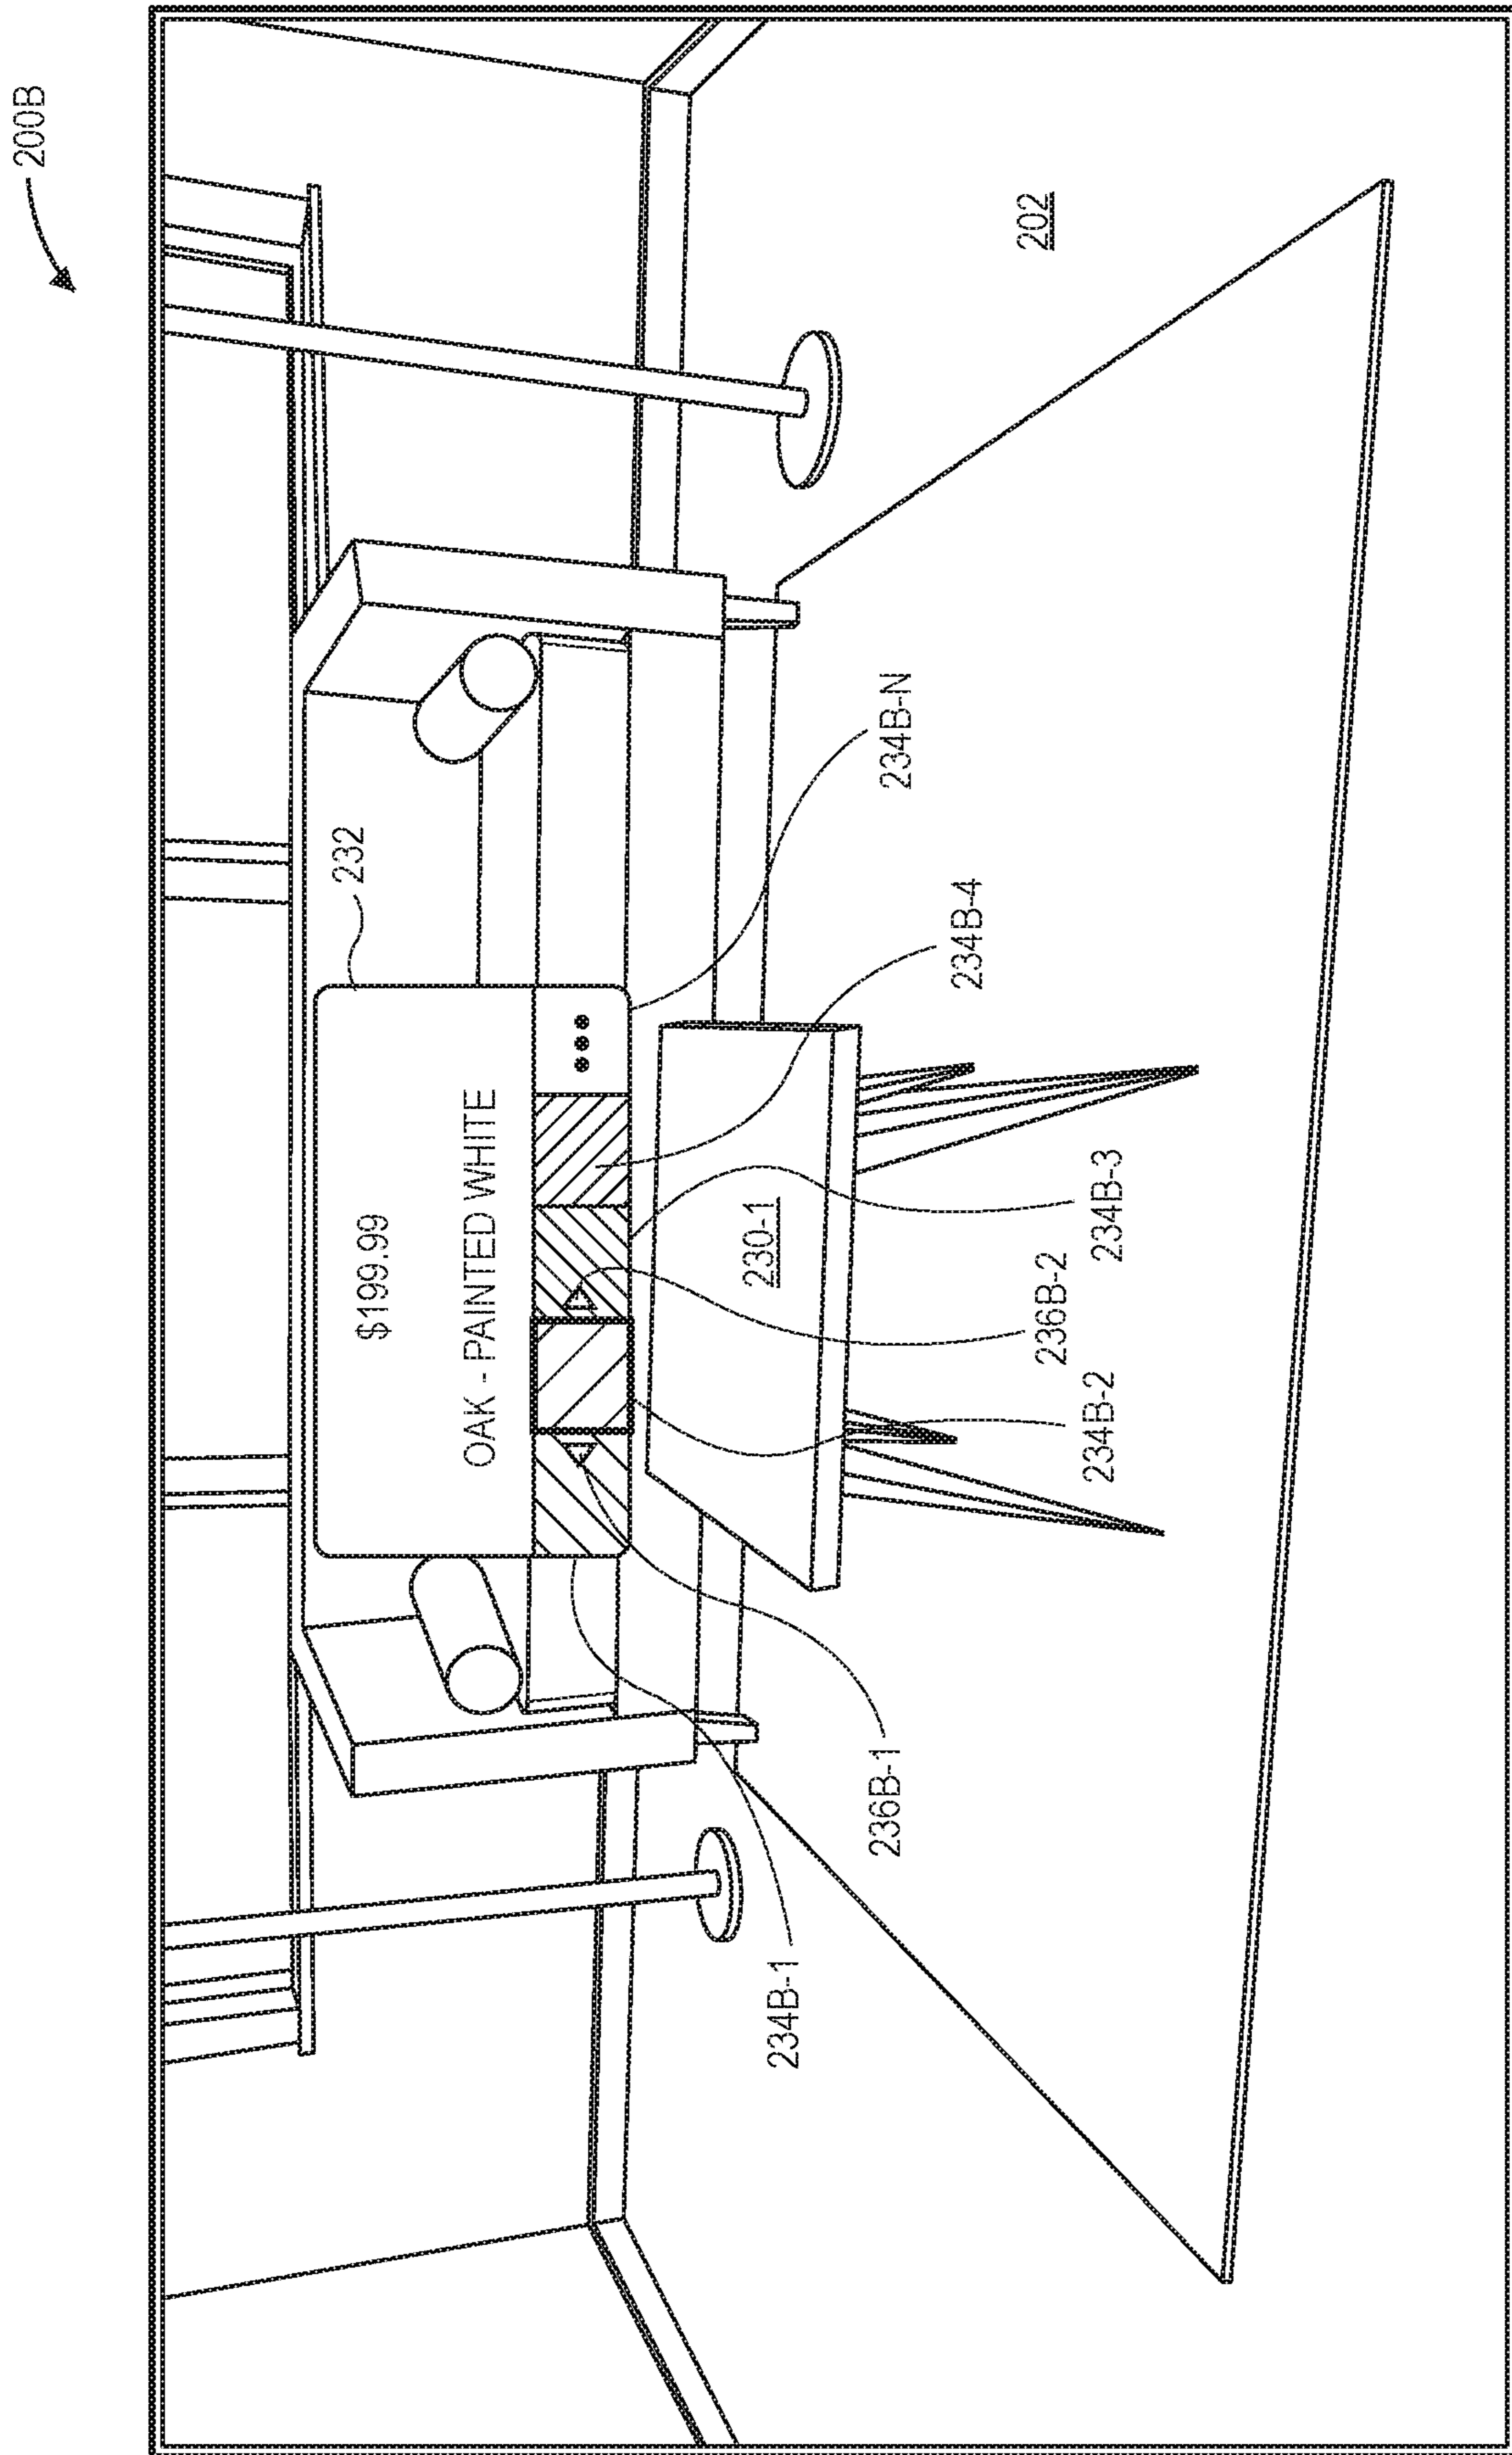 200B
202
232
$199.99
OAK - PAINTED WHITE
234B-N
234B-4
230-1
234B-3
236B-2
234B-2
236B-1
234B-1